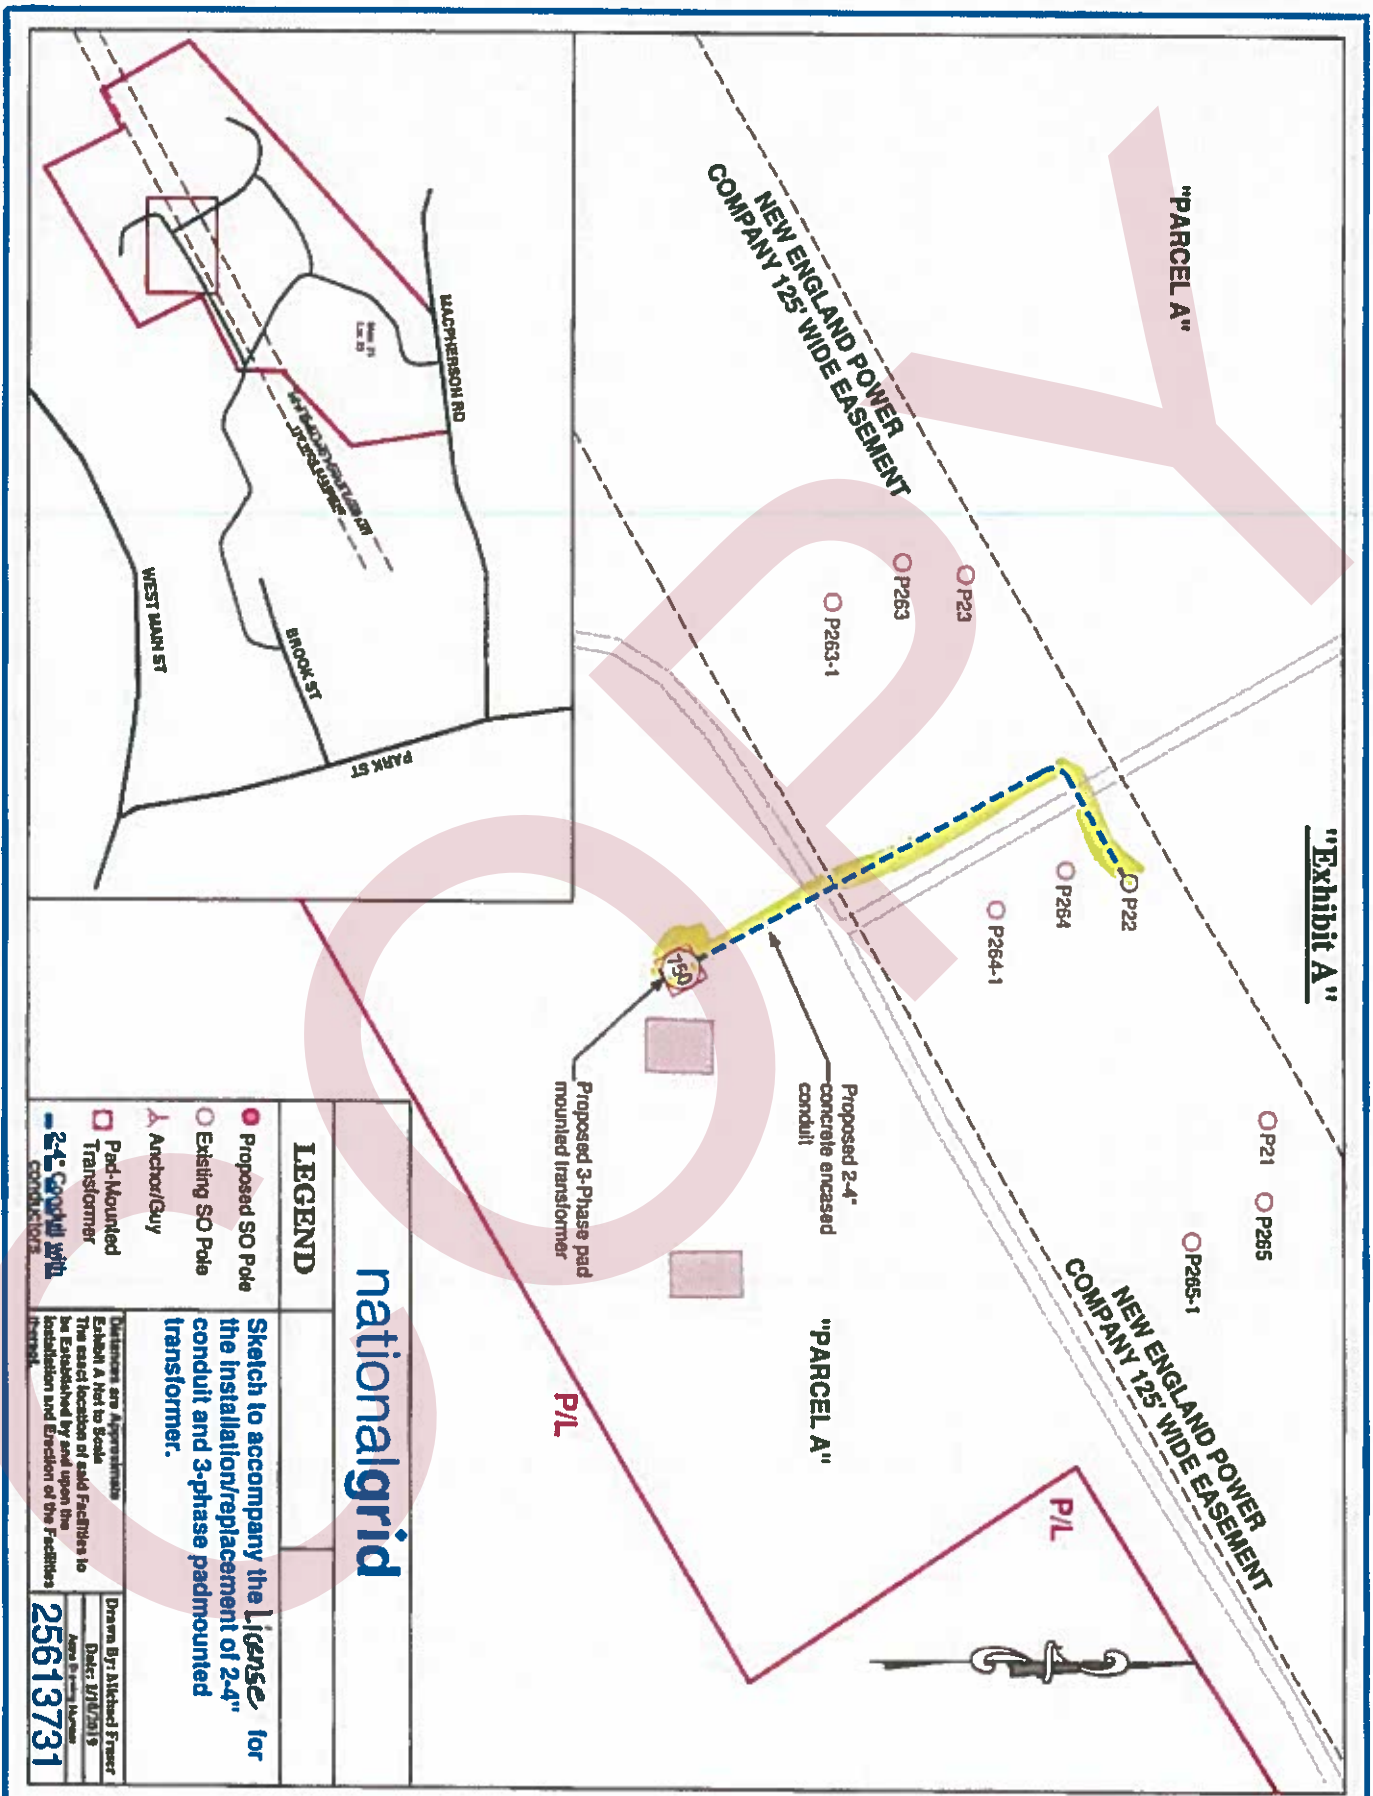 "Exhibit A"
"PARCEL A"
NEW ENGLAND POWER
COMPANY 125' WIDE EASEMENT
P23
P263
P263-1
P22
P264
P264-1
P21
P265
P265-1
NEW ENGLAND POWER
COMPANY 125' WIDE EASEMENT
Proposed 2-4"
concrete encased
conduit
750
Proposed 3-Phase pad
mounted transformer
"PARCEL A"
P/L
P/L
MACPHERSON RD
BROOK ST
PARK ST
WEST MAIN ST
nationalgrid
LEGEND
Proposed SO Pole
Existing SO Pole
Anchor/Guy
Pad-Mounted
Transformer
2-4" Conduit with
conductors
Sketch to accompany the License for
the installation/replacement of 2-4"
conduit and 3-phase padmounted
transformer.
Distances are Approximate
Exhibit A Not to Scale
The exact location of said Facilities to
be Established by and upon the
Installation and Erection of the Facilities
thereof.
Drawn By: Michael Fraser
Date:
25613731
COPY